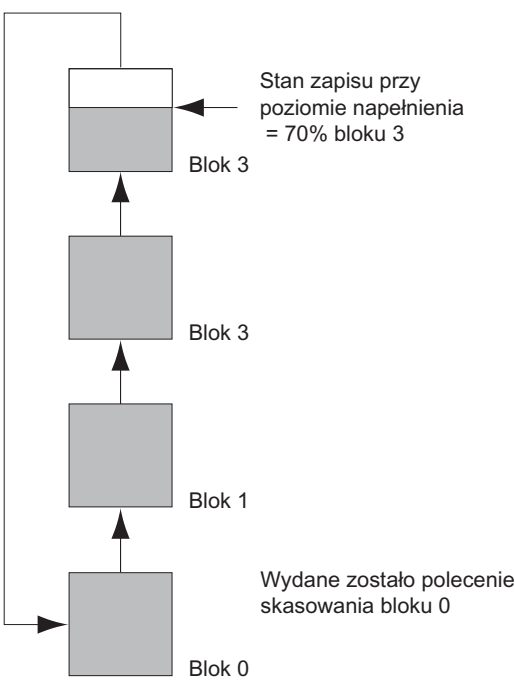 Stan zapisu przy
poziomie napełnienia
= 70% bloku 3
Blok 3
Blok 3
Blok 1
Wydane zostało polecenie
skasowania bloku 0
Blok 0